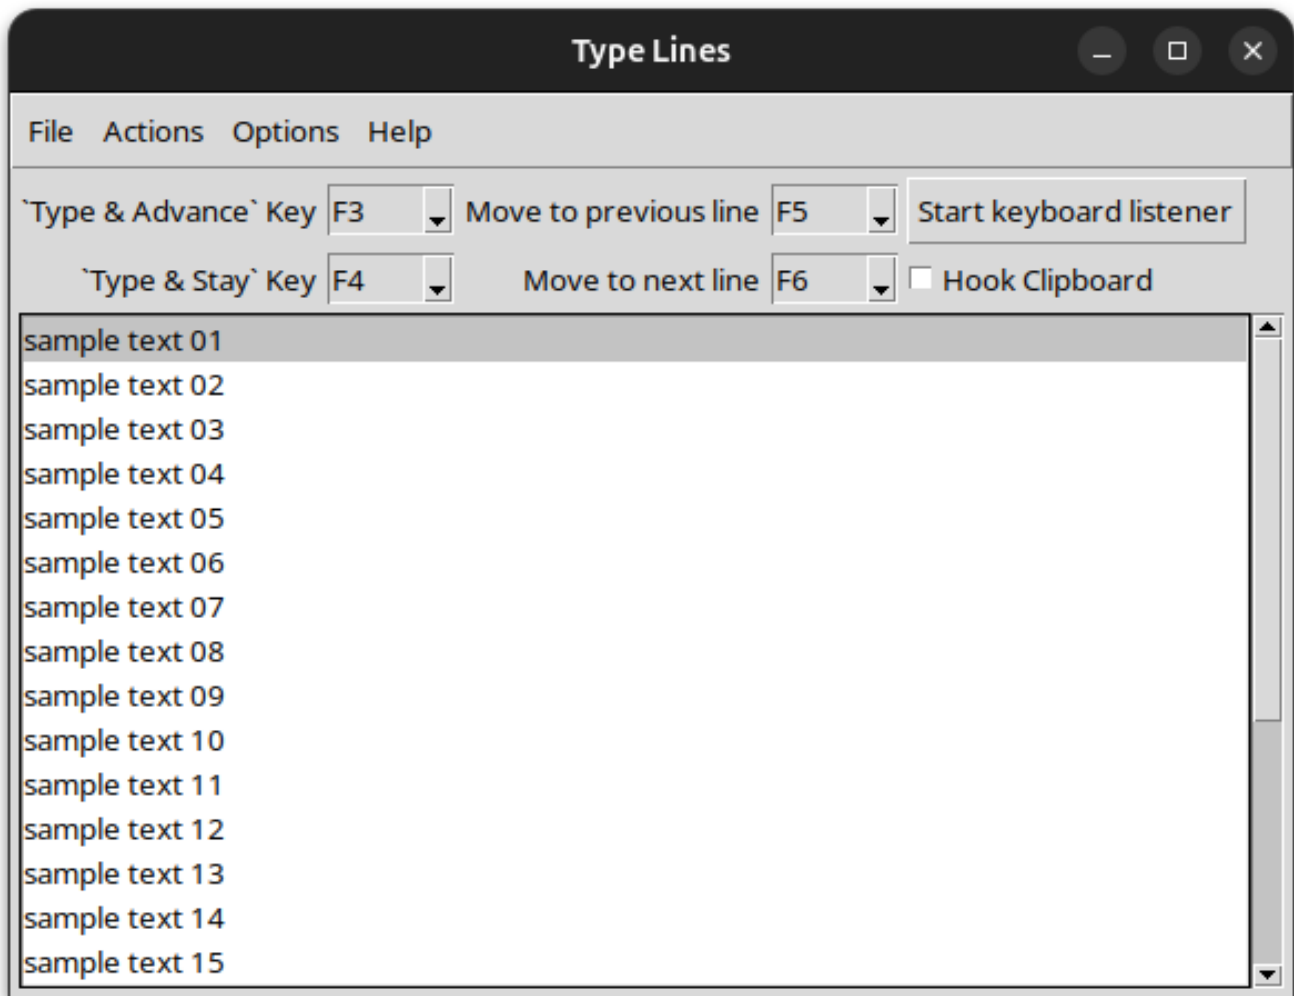 Type Lines
File Actions Options Help
`Type & Advance` Key F3 Move to previous line F5 Start keyboard listener
`Type & Stay` Key F4 Move to next line F6 Hook Clipboard
sample text 01
sample text 02
sample text 03
sample text 04
sample text 05
sample text 06
sample text 07
sample text 08
sample text 09
sample text 10
sample text 11
sample text 12
sample text 13
sample text 14
sample text 15